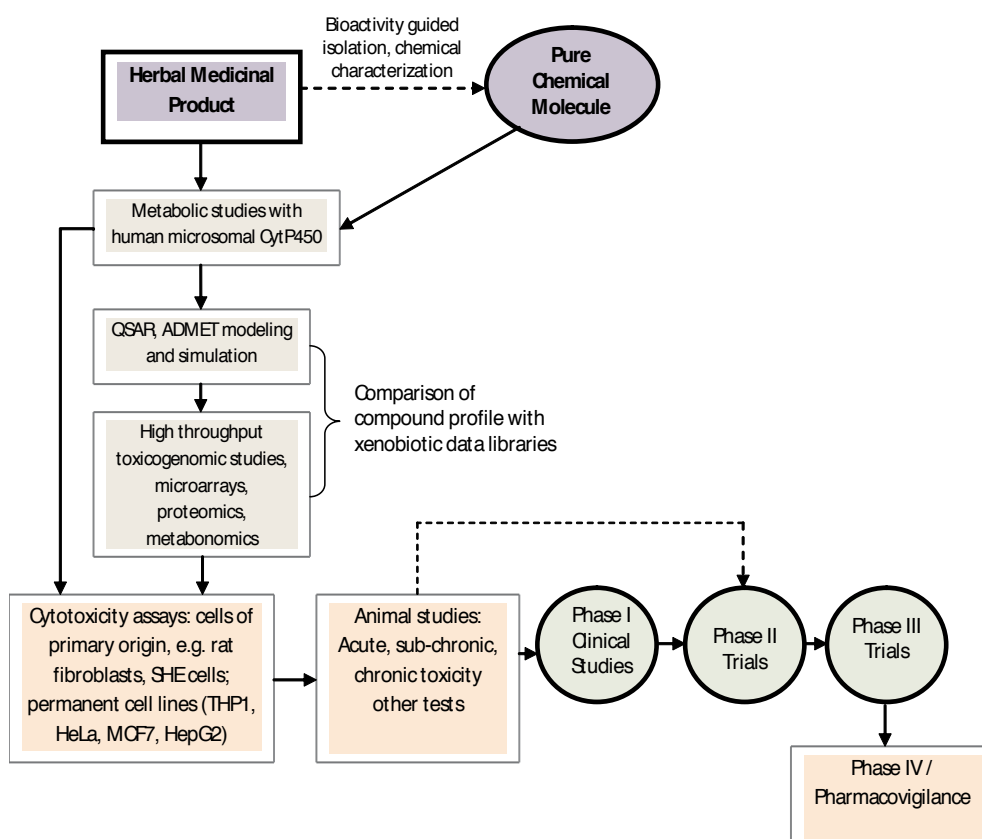 Bioactivity guided
isolation, chemical
characterization
Herbal Medicinal
Product
Pure
Chemical
Molecule
Metabolic studies with
human microsomal CytP450
QSAR, ADMET modeling
and simulation
Comparison of
compound profile with
xenobiotic data libraries
High throughput
toxicogenomic studies,
microarrays,
proteomics,
metabonomics
Cytotoxicity assays: cells of
primary origin, e.g. rat
fibroblasts, SHE cells;
permanent cell lines (THP1,
HeLa, MCF7, HepG2)
Animal studies:
Acute, sub-chronic,
chronic toxicity
other tests
Phase I
Clinical
Studies
Phase II
Trials
Phase III
Trials
Phase IV /
Pharmacovigilance